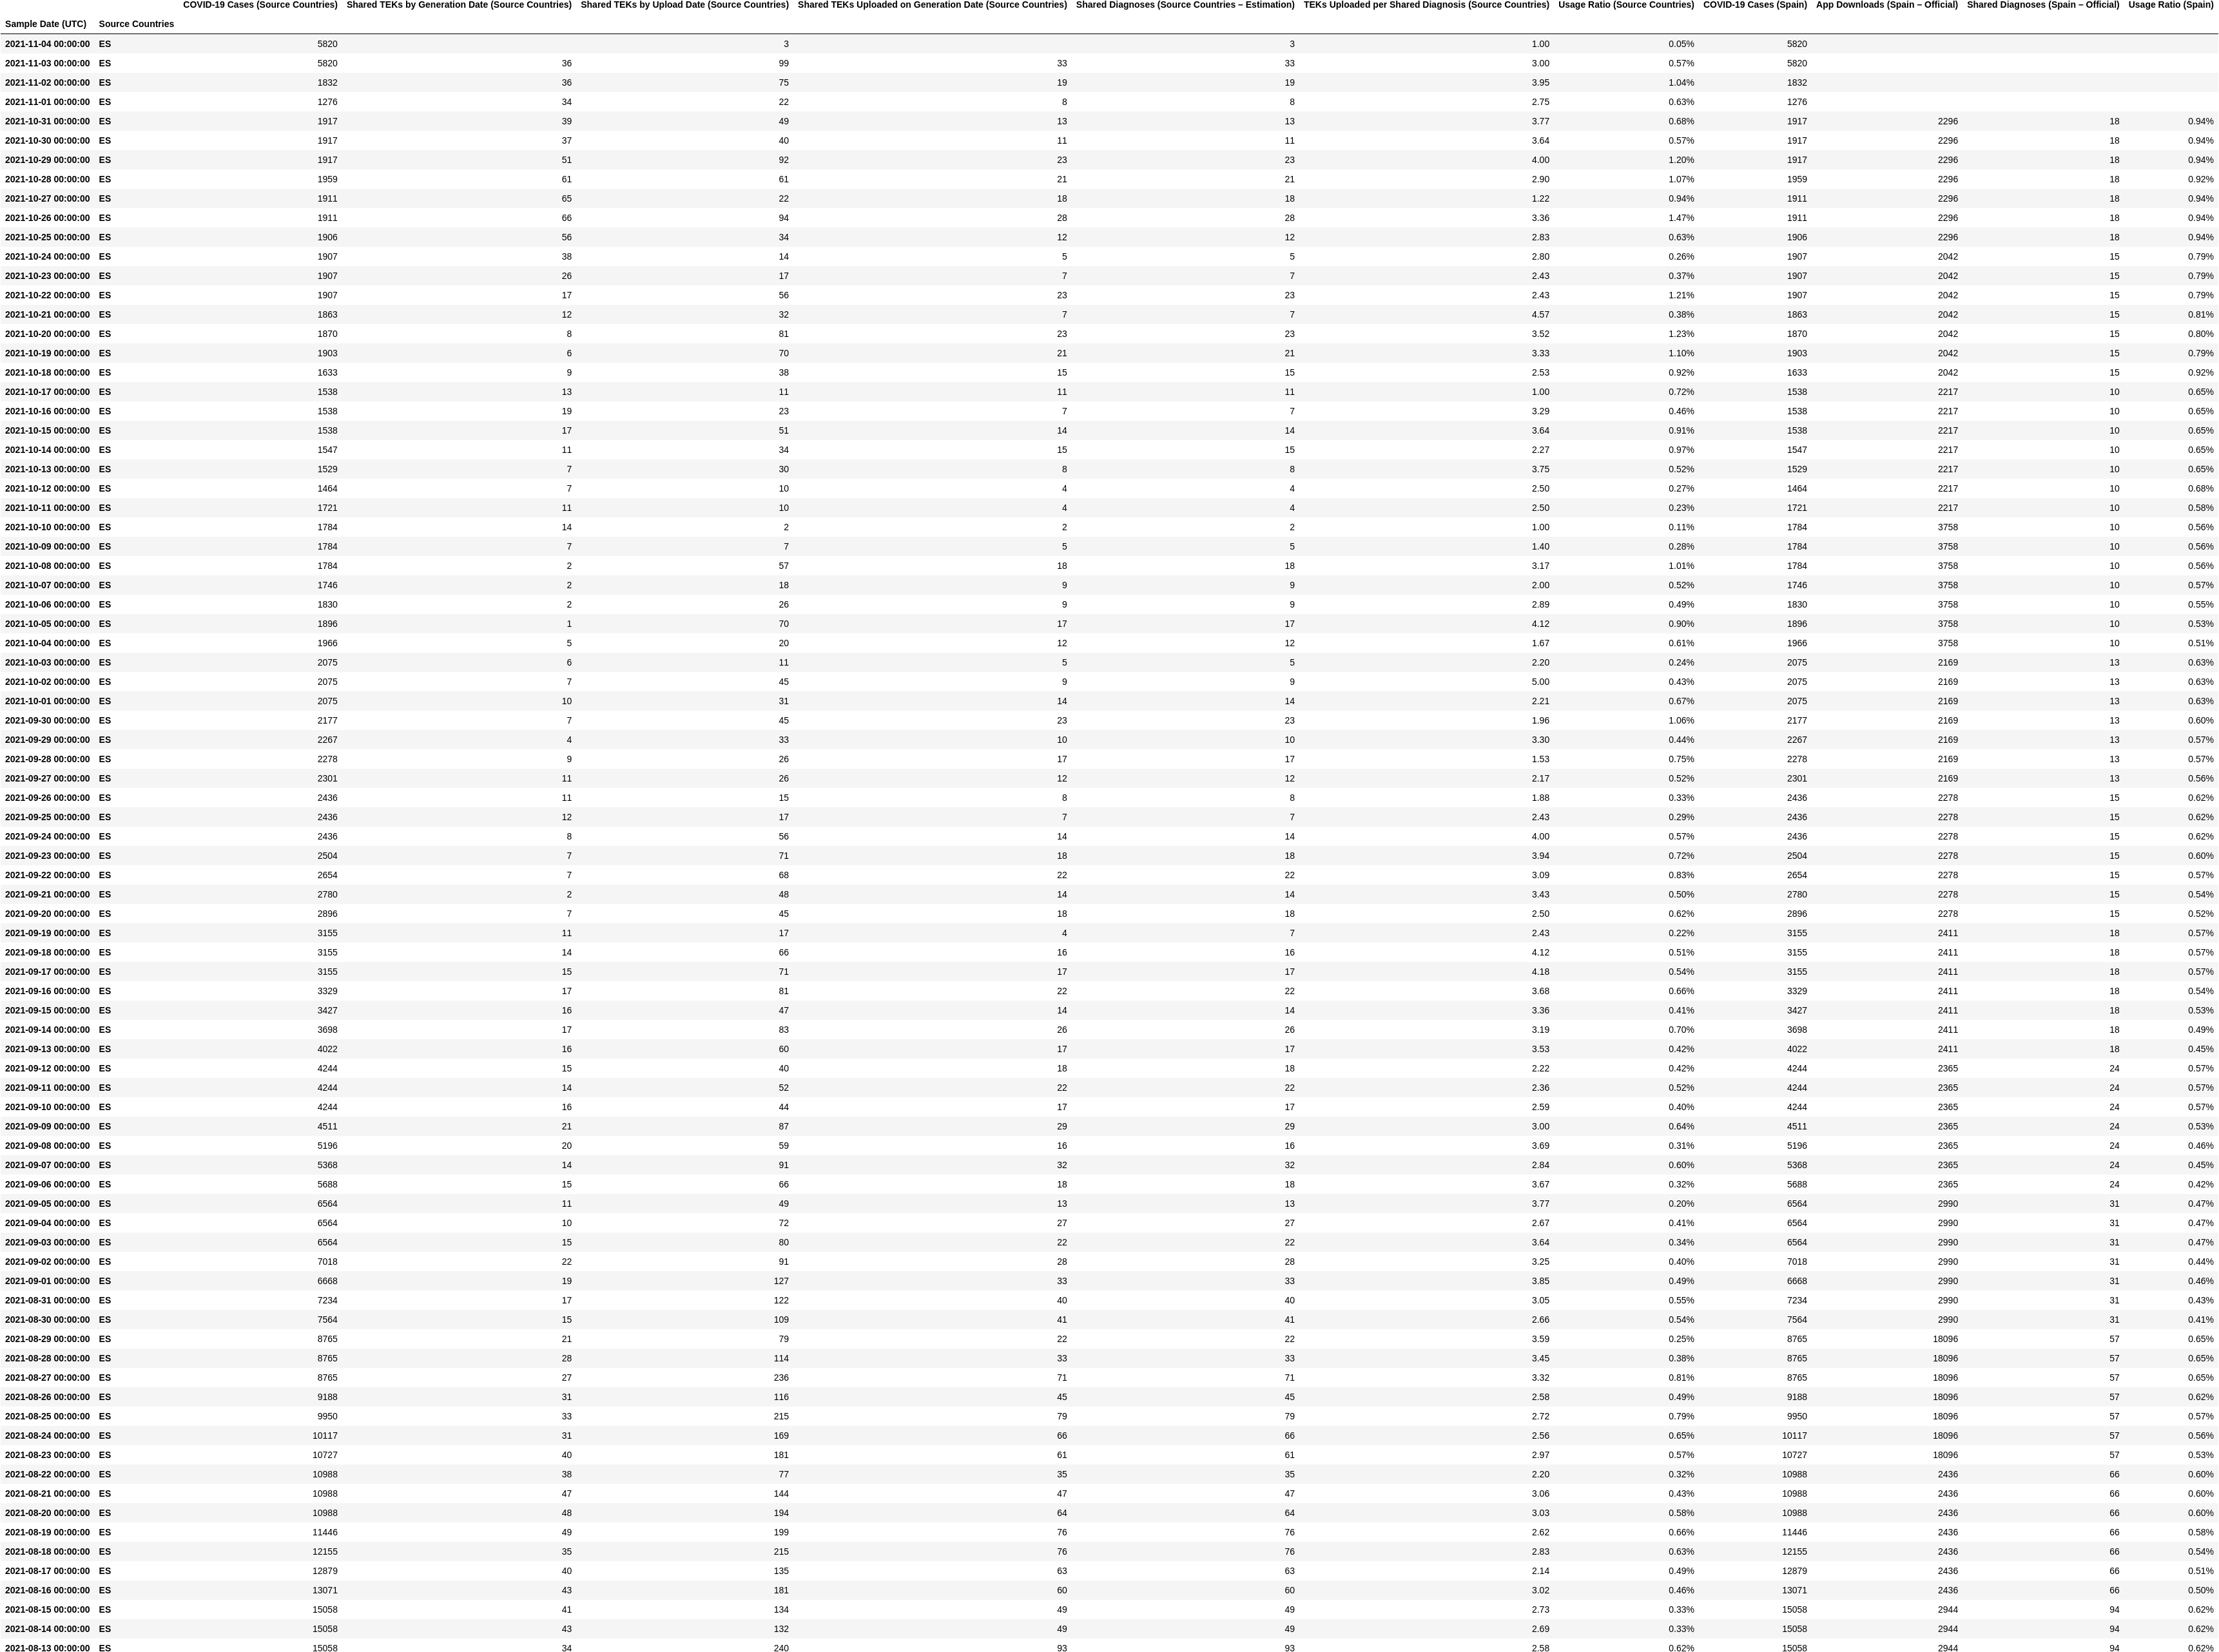 COVID-19 Cases (Source Countries) Shared TEKs by Generation Date (Source Countries) Shared TEKs by Upload Date (Source Countries) Shared TEKs Uploaded on Generation Date (Source Countries) Shared Diagnoses (Source Countries – Estimation) TEKs Uploaded per Shared Diagnosis (Source Countries) Usage Ratio (Source Countries) COVID-19 Cases (Spain) App Downloads (Spain – Official) Shared Diagnoses (Spain – Official) Usage Ratio (Spain)
Sample Date (UTC) Source Countries
2021-11-04 00:00:00 ES 5820 3 3 1.00 0.05% 5820
2021-11-03 00:00:00 ES 5820 36 99 33 33 3.00 0.57% 5820
2021-11-02 00:00:00 ES 1832 36 75 19 19 3.95 1.04% 1832
2021-11-01 00:00:00 ES 1276 34 22 8 8 2.75 0.63% 1276
2021-10-31 00:00:00 ES 1917 39 49 13 13 3.77 0.68% 1917 2296 18 0.94%
2021-10-30 00:00:00 ES 1917 37 40 11 11 3.64 0.57% 1917 2296 18 0.94%
2021-10-29 00:00:00 ES 1917 51 92 23 23 4.00 1.20% 1917 2296 18 0.94%
2021-10-28 00:00:00 ES 1959 61 61 21 21 2.90 1.07% 1959 2296 18 0.92%
2021-10-27 00:00:00 ES 1911 65 22 18 18 1.22 0.94% 1911 2296 18 0.94%
2021-10-26 00:00:00 ES 1911 66 94 28 28 3.36 1.47% 1911 2296 18 0.94%
2021-10-25 00:00:00 ES 1906 56 34 12 12 2.83 0.63% 1906 2296 18 0.94%
2021-10-24 00:00:00 ES 1907 38 14 5 5 2.80 0.26% 1907 2042 15 0.79%
2021-10-23 00:00:00 ES 1907 26 17 7 7 2.43 0.37% 1907 2042 15 0.79%
2021-10-22 00:00:00 ES 1907 17 56 23 23 2.43 1.21% 1907 2042 15 0.79%
2021-10-21 00:00:00 ES 1863 12 32 7 7 4.57 0.38% 1863 2042 15 0.81%
2021-10-20 00:00:00 ES 1870 8 81 23 23 3.52 1.23% 1870 2042 15 0.80%
2021-10-19 00:00:00 ES 1903 6 70 21 21 3.33 1.10% 1903 2042 15 0.79%
2021-10-18 00:00:00 ES 1633 9 38 15 15 2.53 0.92% 1633 2042 15 0.92%
2021-10-17 00:00:00 ES 1538 13 11 11 11 1.00 0.72% 1538 2217 10 0.65%
2021-10-16 00:00:00 ES 1538 19 23 7 7 3.29 0.46% 1538 2217 10 0.65%
2021-10-15 00:00:00 ES 1538 17 51 14 14 3.64 0.91% 1538 2217 10 0.65%
2021-10-14 00:00:00 ES 1547 11 34 15 15 2.27 0.97% 1547 2217 10 0.65%
2021-10-13 00:00:00 ES 1529 7 30 8 8 3.75 0.52% 1529 2217 10 0.65%
2021-10-12 00:00:00 ES 1464 7 10 4 4 2.50 0.27% 1464 2217 10 0.68%
2021-10-11 00:00:00 ES 1721 11 10 4 4 2.50 0.23% 1721 2217 10 0.58%
2021-10-10 00:00:00 ES 1784 14 2 2 2 1.00 0.11% 1784 3758 10 0.56%
2021-10-09 00:00:00 ES 1784 7 7 5 5 1.40 0.28% 1784 3758 10 0.56%
2021-10-08 00:00:00 ES 1784 2 57 18 18 3.17 1.01% 1784 3758 10 0.56%
2021-10-07 00:00:00 ES 1746 2 18 9 9 2.00 0.52% 1746 3758 10 0.57%
2021-10-06 00:00:00 ES 1830 2 26 9 9 2.89 0.49% 1830 3758 10 0.55%
2021-10-05 00:00:00 ES 1896 1 70 17 17 4.12 0.90% 1896 3758 10 0.53%
2021-10-04 00:00:00 ES 1966 5 20 12 12 1.67 0.61% 1966 3758 10 0.51%
2021-10-03 00:00:00 ES 2075 6 11 5 5 2.20 0.24% 2075 2169 13 0.63%
2021-10-02 00:00:00 ES 2075 7 45 9 9 5.00 0.43% 2075 2169 13 0.63%
2021-10-01 00:00:00 ES 2075 10 31 14 14 2.21 0.67% 2075 2169 13 0.63%
2021-09-30 00:00:00 ES 2177 7 45 23 23 1.96 1.06% 2177 2169 13 0.60%
2021-09-29 00:00:00 ES 2267 4 33 10 10 3.30 0.44% 2267 2169 13 0.57%
2021-09-28 00:00:00 ES 2278 9 26 17 17 1.53 0.75% 2278 2169 13 0.57%
2021-09-27 00:00:00 ES 2301 11 26 12 12 2.17 0.52% 2301 2169 13 0.56%
2021-09-26 00:00:00 ES 2436 11 15 8 8 1.88 0.33% 2436 2278 15 0.62%
2021-09-25 00:00:00 ES 2436 12 17 7 7 2.43 0.29% 2436 2278 15 0.62%
2021-09-24 00:00:00 ES 2436 8 56 14 14 4.00 0.57% 2436 2278 15 0.62%
2021-09-23 00:00:00 ES 2504 7 71 18 18 3.94 0.72% 2504 2278 15 0.60%
2021-09-22 00:00:00 ES 2654 7 68 22 22 3.09 0.83% 2654 2278 15 0.57%
2021-09-21 00:00:00 ES 2780 2 48 14 14 3.43 0.50% 2780 2278 15 0.54%
2021-09-20 00:00:00 ES 2896 7 45 18 18 2.50 0.62% 2896 2278 15 0.52%
2021-09-19 00:00:00 ES 3155 11 17 4 7 2.43 0.22% 3155 2411 18 0.57%
2021-09-18 00:00:00 ES 3155 14 66 16 16 4.12 0.51% 3155 2411 18 0.57%
2021-09-17 00:00:00 ES 3155 15 71 17 17 4.18 0.54% 3155 2411 18 0.57%
2021-09-16 00:00:00 ES 3329 17 81 22 22 3.68 0.66% 3329 2411 18 0.54%
2021-09-15 00:00:00 ES 3427 16 47 14 14 3.36 0.41% 3427 2411 18 0.53%
2021-09-14 00:00:00 ES 3698 17 83 26 26 3.19 0.70% 3698 2411 18 0.49%
2021-09-13 00:00:00 ES 4022 16 60 17 17 3.53 0.42% 4022 2411 18 0.45%
2021-09-12 00:00:00 ES 4244 15 40 18 18 2.22 0.42% 4244 2365 24 0.57%
2021-09-11 00:00:00 ES 4244 14 52 22 22 2.36 0.52% 4244 2365 24 0.57%
2021-09-10 00:00:00 ES 4244 16 44 17 17 2.59 0.40% 4244 2365 24 0.57%
2021-09-09 00:00:00 ES 4511 21 87 29 29 3.00 0.64% 4511 2365 24 0.53%
2021-09-08 00:00:00 ES 5196 20 59 16 16 3.69 0.31% 5196 2365 24 0.46%
2021-09-07 00:00:00 ES 5368 14 91 32 32 2.84 0.60% 5368 2365 24 0.45%
2021-09-06 00:00:00 ES 5688 15 66 18 18 3.67 0.32% 5688 2365 24 0.42%
2021-09-05 00:00:00 ES 6564 11 49 13 13 3.77 0.20% 6564 2990 31 0.47%
2021-09-04 00:00:00 ES 6564 10 72 27 27 2.67 0.41% 6564 2990 31 0.47%
2021-09-03 00:00:00 ES 6564 15 80 22 22 3.64 0.34% 6564 2990 31 0.47%
2021-09-02 00:00:00 ES 7018 22 91 28 28 3.25 0.40% 7018 2990 31 0.44%
2021-09-01 00:00:00 ES 6668 19 127 33 33 3.85 0.49% 6668 2990 31 0.46%
2021-08-31 00:00:00 ES 7234 17 122 40 40 3.05 0.55% 7234 2990 31 0.43%
2021-08-30 00:00:00 ES 7564 15 109 41 41 2.66 0.54% 7564 2990 31 0.41%
2021-08-29 00:00:00 ES 8765 21 79 22 22 3.59 0.25% 8765 18096 57 0.65%
2021-08-28 00:00:00 ES 8765 28 114 33 33 3.45 0.38% 8765 18096 57 0.65%
2021-08-27 00:00:00 ES 8765 27 236 71 71 3.32 0.81% 8765 18096 57 0.65%
2021-08-26 00:00:00 ES 9188 31 116 45 45 2.58 0.49% 9188 18096 57 0.62%
2021-08-25 00:00:00 ES 9950 33 215 79 79 2.72 0.79% 9950 18096 57 0.57%
2021-08-24 00:00:00 ES 10117 31 169 66 66 2.56 0.65% 10117 18096 57 0.56%
2021-08-23 00:00:00 ES 10727 40 181 61 61 2.97 0.57% 10727 18096 57 0.53%
2021-08-22 00:00:00 ES 10988 38 77 35 35 2.20 0.32% 10988 2436 66 0.60%
2021-08-21 00:00:00 ES 10988 47 144 47 47 3.06 0.43% 10988 2436 66 0.60%
2021-08-20 00:00:00 ES 10988 48 194 64 64 3.03 0.58% 10988 2436 66 0.60%
2021-08-19 00:00:00 ES 11446 49 199 76 76 2.62 0.66% 11446 2436 66 0.58%
2021-08-18 00:00:00 ES 12155 35 215 76 76 2.83 0.63% 12155 2436 66 0.54%
2021-08-17 00:00:00 ES 12879 40 135 63 63 2.14 0.49% 12879 2436 66 0.51%
2021-08-16 00:00:00 ES 13071 43 181 60 60 3.02 0.46% 13071 2436 66 0.50%
2021-08-15 00:00:00 ES 15058 41 134 49 49 2.73 0.33% 15058 2944 94 0.62%
2021-08-14 00:00:00 ES 15058 43 132 49 49 2.69 0.33% 15058 2944 94 0.62%
2021-08-13 00:00:00 ES 15058 34 240 93 93 2.58 0.62% 15058 2944 94 0.62%